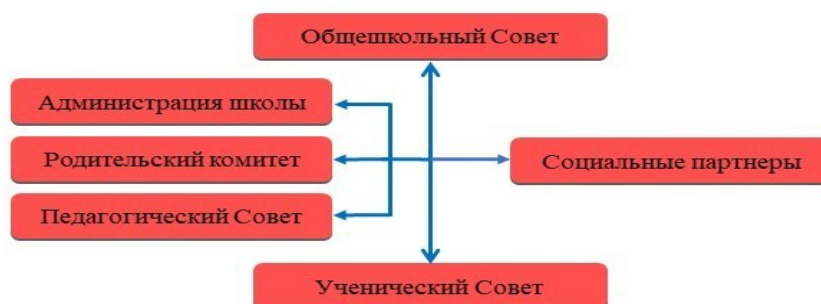 Общешкольный Совет
Администрация школы
Родительский комитет
Социальные партнеры
Педагогический Совет
Ученический Совет